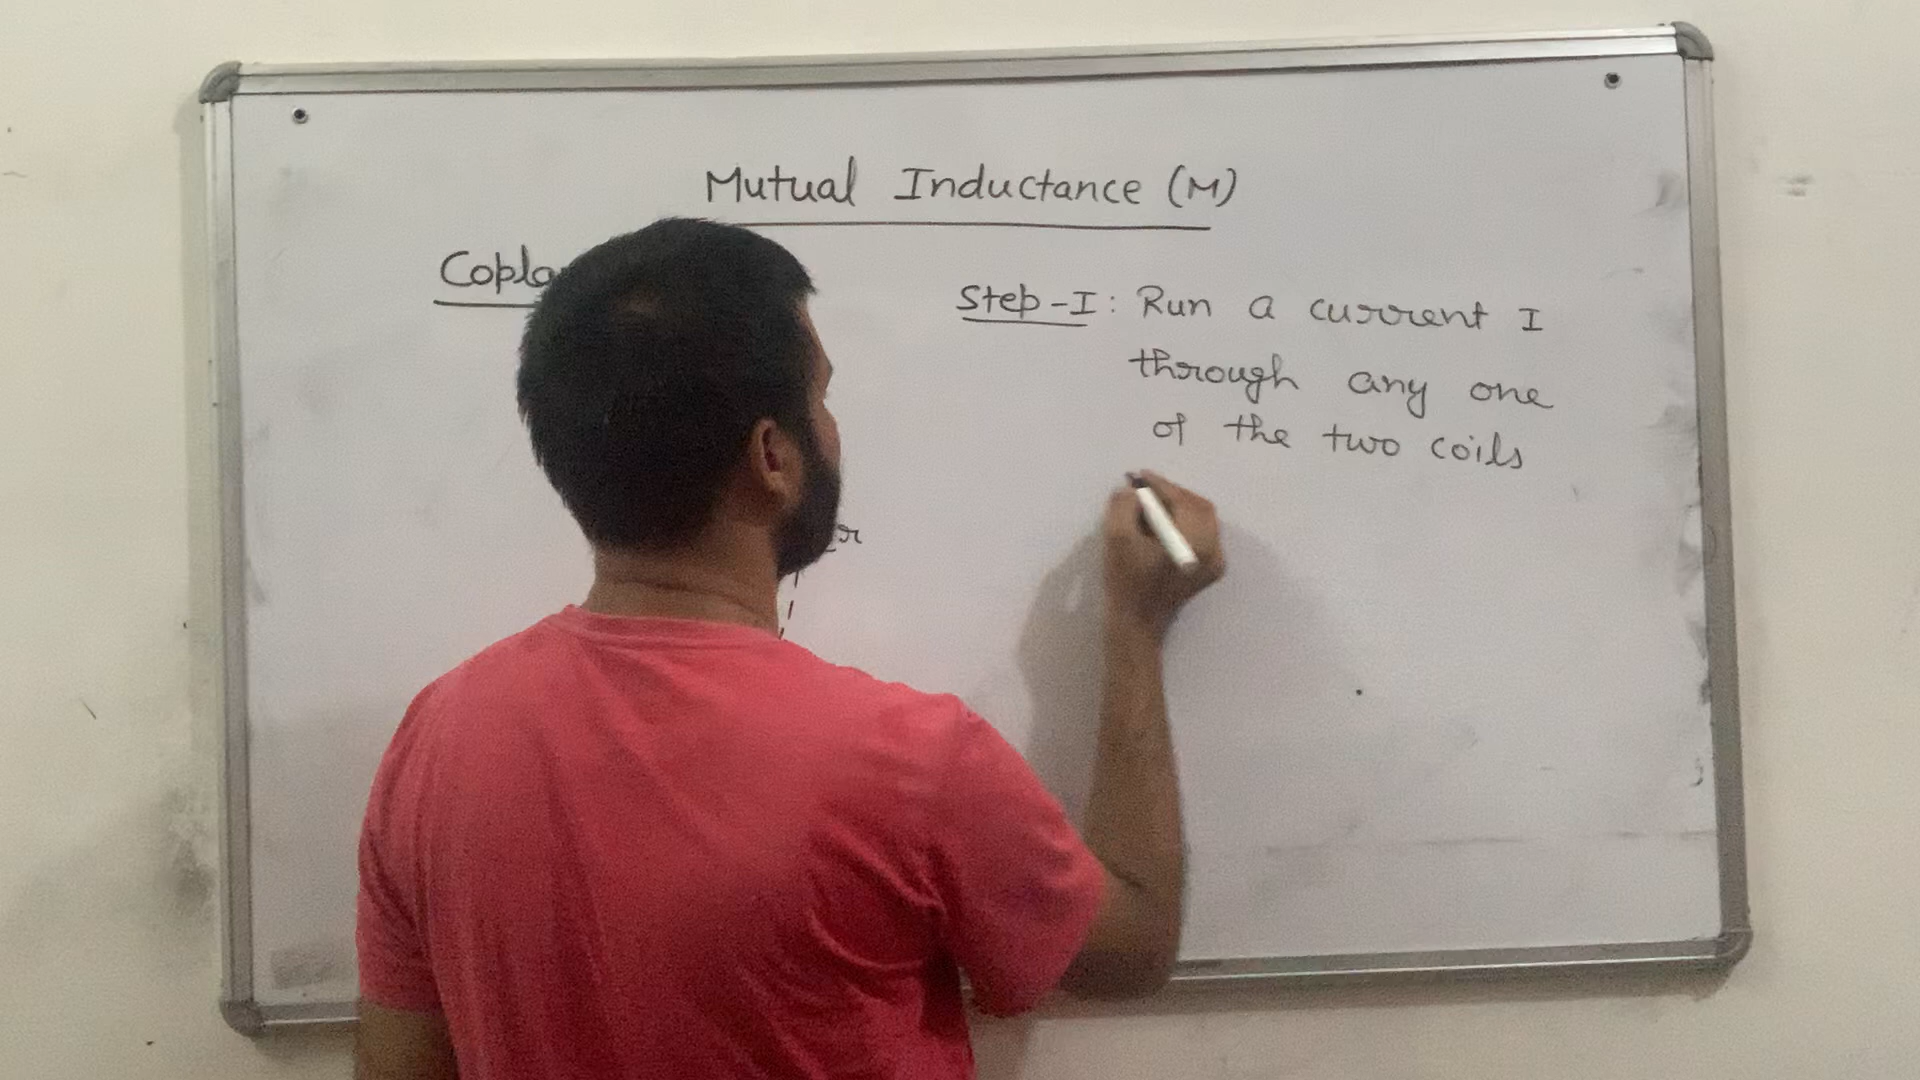 Mutual Inductance (M)
Step-I: Run a current I
through any one
of the two coils